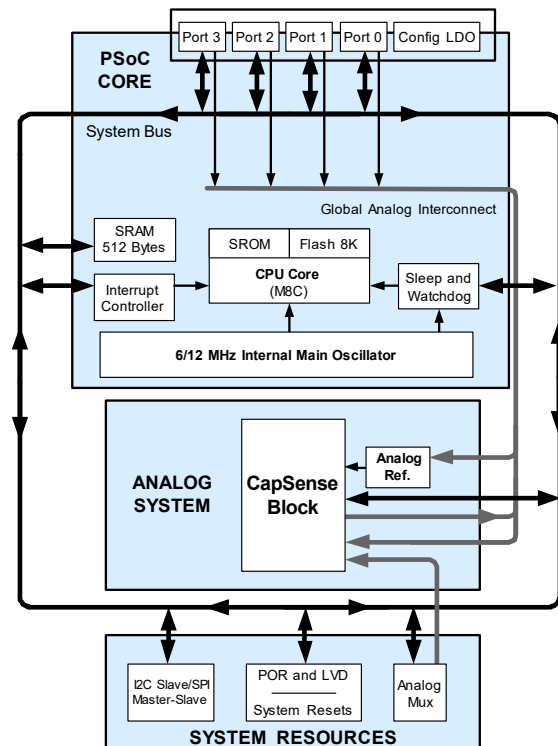 Port 3 Port 2 Port 1 Port 0 Config LDO
PSoC
CORE
System Bus
Global Analog Interconnect
SRAM
512 Bytes
SROM Flash 8K
CPU Core
(M8C)
Interrupt
Controller
Sleep and
Watchdog
6/12 MHz Internal Main Oscillator
ANALOG
SYSTEM
CapSense
Block
Analog
Ref.
I2C Slave/SPI
Master-Slave
POR and LVD
System Resets
Analog
Mux
SYSTEM RESOURCES